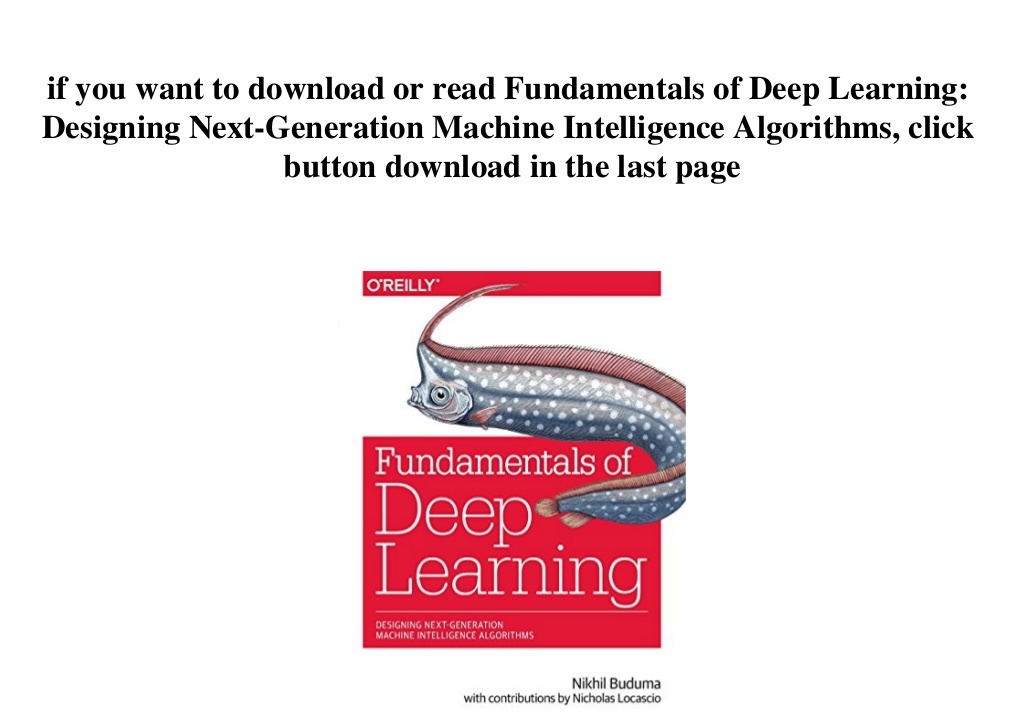 if you want to download or read Fundamentals of Deep Learning:
Designing Next-Generation Machine Intelligence Algorithms, click
button download in the last page
O'REILLY®
Fundamentals of
Deep
Learning
DESIGNING NEXT-GENERATION
MACHINE INTELLIGENCE ALGORITHMS
Nikhil Buduma
with contributions by Nicholas Locascio